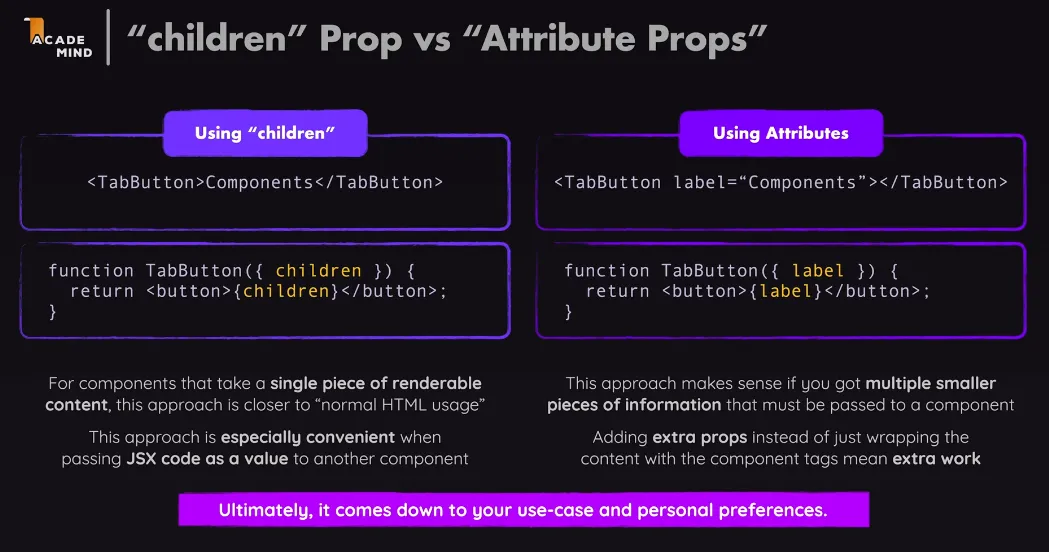 ACADE
MIND
“children” Prop vs “Attribute Props”
Using “children”
<TabButton>Components</TabButton>
function TabButton({ children }) {
  return <button>{children}</button>;
}
For components that take a single piece of renderable
content, this approach is closer to “normal HTML usage”
This approach is especially convenient when
passing JSX code as a value to another component
Using Attributes
<TabButton label=“Components”></TabButton>
function TabButton({ label }) {
  return <button>{label}</button>;
}
This approach makes sense if you got multiple smaller
pieces of information that must be passed to a component
Adding extra props instead of just wrapping the
content with the component tags mean extra work
Ultimately, it comes down to your use-case and personal preferences.